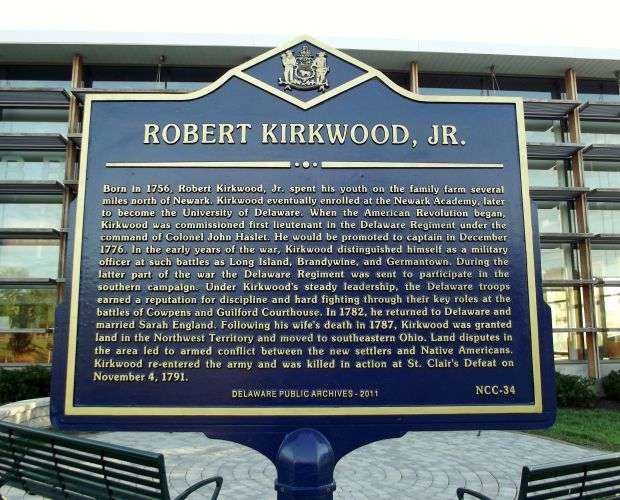 ROBERT KIRKWOOD, JR.
Born in 1756, Robert Kirkwood, Jr. spent his youth on the family farm several
miles north of Newark. Kirkwood eventually enrolled at the Newark Academy, later
to become the University of Delaware. When the American Revolution began,
Kirkwood was commissioned first lieutenant in the Delaware Regiment under the
command of Colonel John Haslet. He would be promoted to captain in December
1776. In the early years of the war, Kirkwood distinguished himself as a military
officer at such battles as Long Island, Brandywine, and Germantown. During the
latter part of the war the Delaware Regiment was sent to participate in the
southern campaign. Under Kirkwood's steady leadership, the Delaware troops
earned a reputation for discipline and hard fighting through their key roles at the
battles of Cowpens and Guilford Courthouse. In 1782, he returned to Delaware and
married Sarah England. Following his wife's death in 1787, Kirkwood was granted
land in the Northwest Territory and moved to southeastern Ohio. Land disputes in
the area led to armed conflict between the new settlers and Native Americans.
Kirkwood re-entered the army and was killed in action at St. Clair's Defeat on
November 4, 1791.
DELAWARE PUBLIC ARCHIVES - 2011
NCC-34